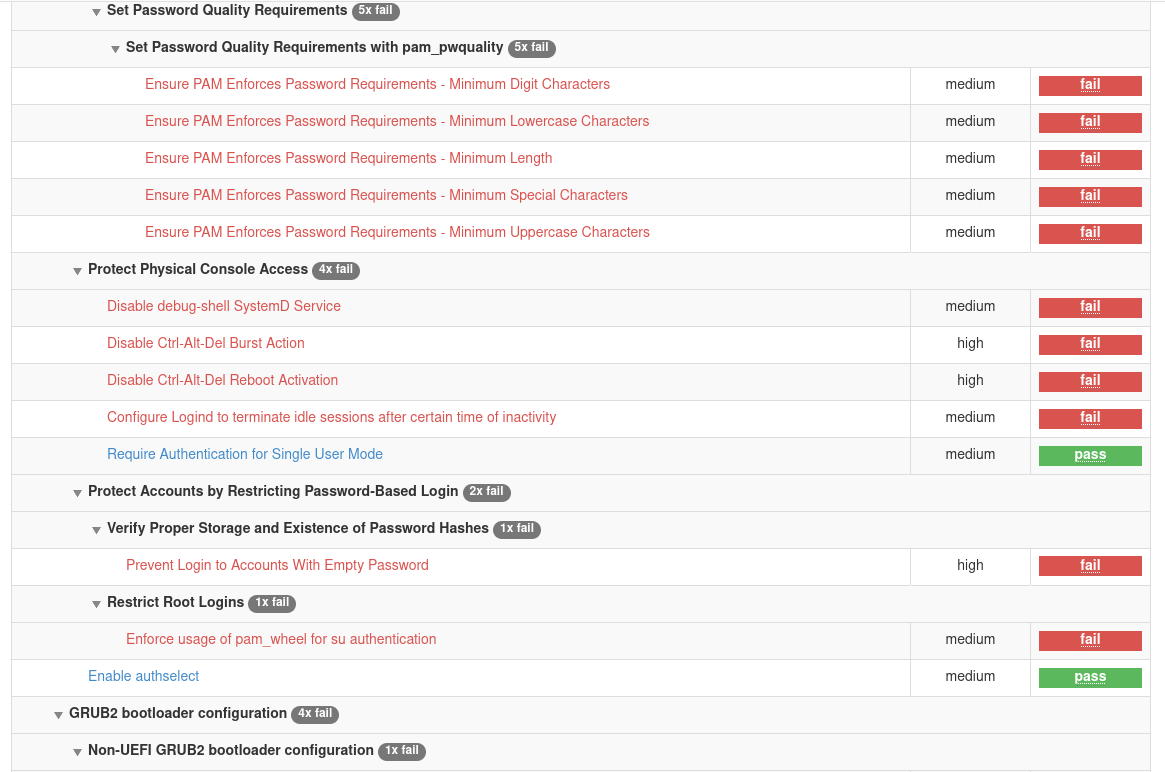 Set Password Quality Requirements 5x fail
Set Password Quality Requirements with pam_pwquality 5x fail
Ensure PAM Enforces Password Requirements - Minimum Digit Characters medium fail
Ensure PAM Enforces Password Requirements - Minimum Lowercase Characters medium fail
Ensure PAM Enforces Password Requirements - Minimum Length medium fail
Ensure PAM Enforces Password Requirements - Minimum Special Characters medium fail
Ensure PAM Enforces Password Requirements - Minimum Uppercase Characters medium fail
Protect Physical Console Access 4x fail
Disable debug-shell SystemD Service medium fail
Disable Ctrl-Alt-Del Burst Action high fail
Disable Ctrl-Alt-Del Reboot Activation high fail
Configure Logind to terminate idle sessions after certain time of inactivity medium fail
Require Authentication for Single User Mode medium pass
Protect Accounts by Restricting Password-Based Login 2x fail
Verify Proper Storage and Existence of Password Hashes 1x fail
Prevent Login to Accounts With Empty Password high fail
Restrict Root Logins 1x fail
Enforce usage of pam_wheel for su authentication medium fail
Enable authselect medium pass
GRUB2 bootloader configuration 4x fail
Non-UEFI GRUB2 bootloader configuration 1x fail